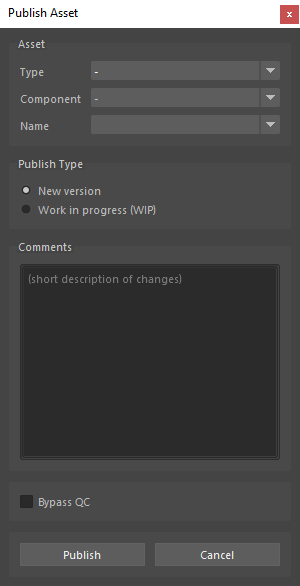 Publish Asset
x
Asset
Type -
Component -
Name
Publish Type
New version
Work in progress (WIP)
Comments
(short description of changes)
Bypass QC
Publish Cancel